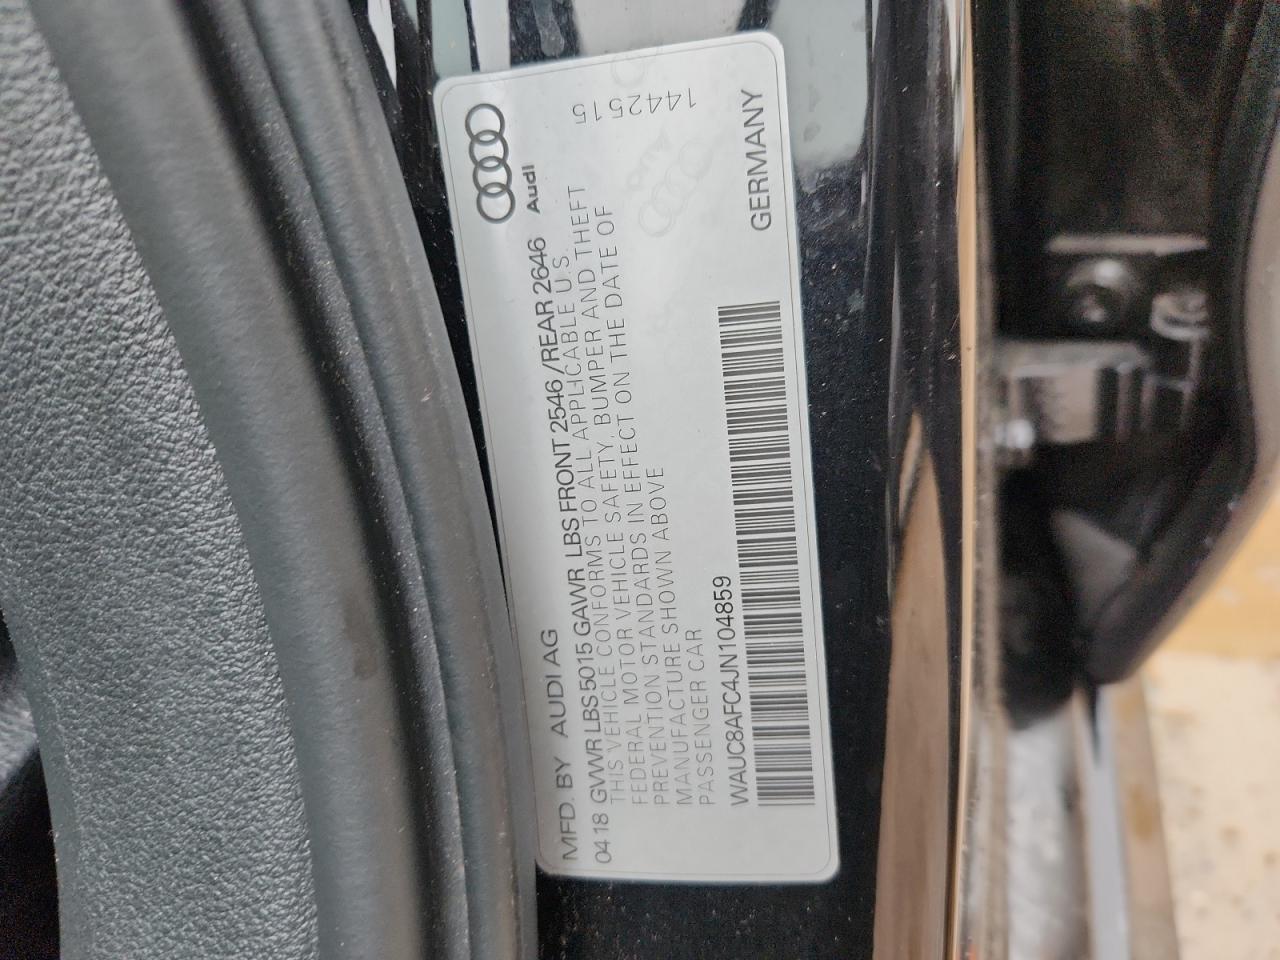 MFD. BY AUDI AG
04 18 GVWR LBS 5015 GAWR LBS FRONT 2546 /REAR 2646
THIS VEHICLE CONFORMS TO ALL APPLICABLE U.S.
FEDERAL MOTOR VEHICLE SAFETY, BUMPER AND THEFT
PREVENTION STANDARDS IN EFFECT ON THE DATE OF
MANUFACTURE SHOWN ABOVE
PASSENGER CAR
WAUC8AFC4JN104859
Audi
14425
15
GERMANY